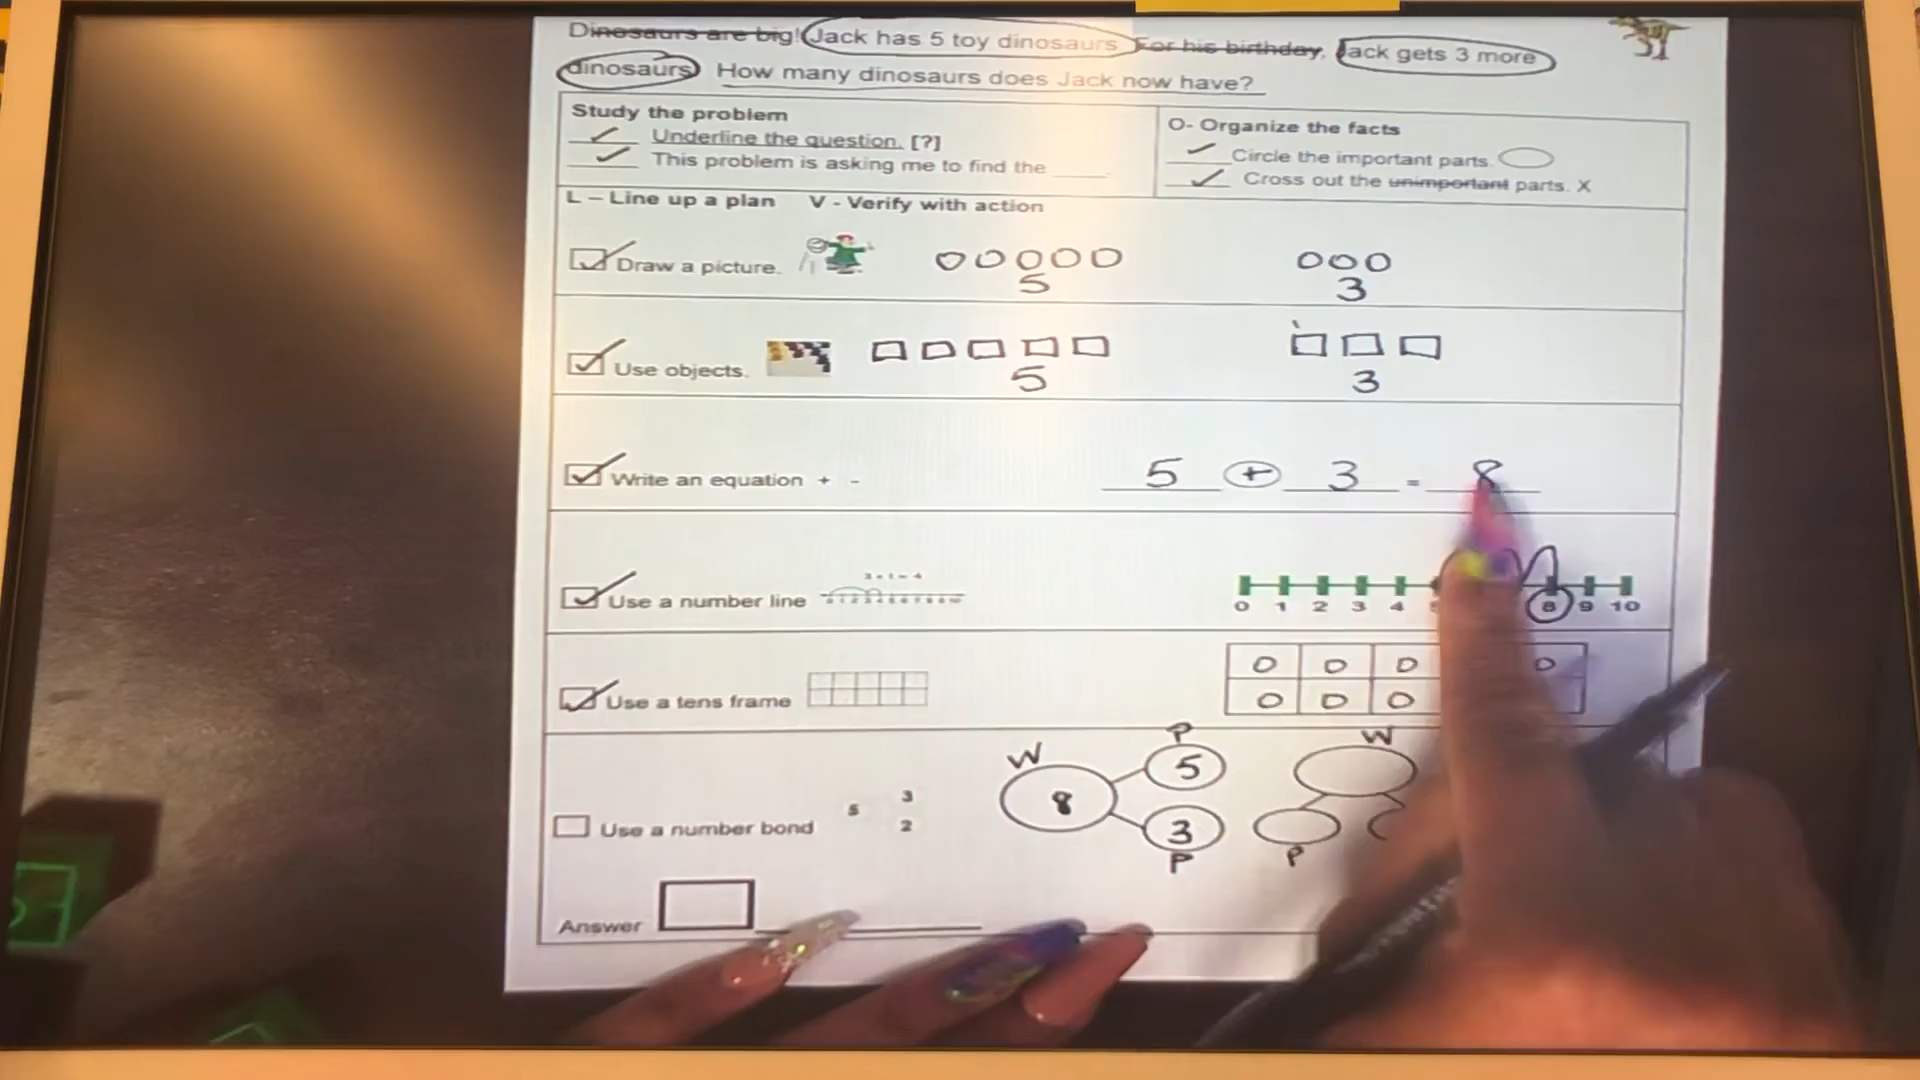 Dinosaurs are big! Jack has 5 toy dinosaurs. For his birthday, Jack gets 3 more
dinosaurs. How many dinosaurs does Jack now have?
Study the problem
Underline the question. [?]
This problem is asking me to find the ____.
O- Organize the facts
Circle the important parts.
Cross out the unimportant parts. X
L – Line up a plan V - Verify with action
Draw a picture.
5 3
Use objects.
5 3
Write an equation + -
5 + 3 = 8
Use a number line
3 + 1 = 4
0 1 2 3 4 8 9 10
Use a tens frame
Use a number bond
5 3
2
W P
8 5
3
P
W
P
Answer